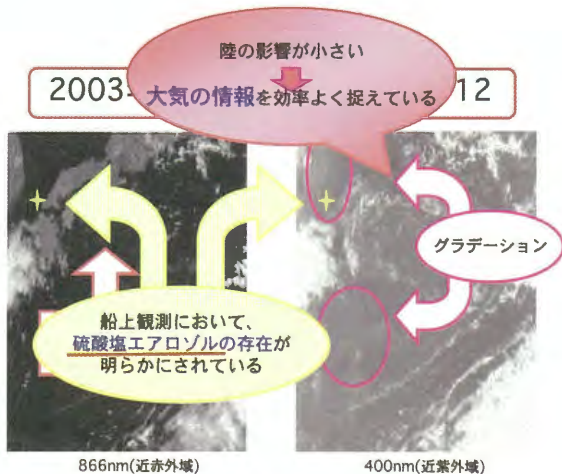 陸の影響が小さい
大気の情報を効率よく捉えている
2003-
12
グラデーション
船上観測において、
硫酸塩エアロゾルの存在が
明らかにされている
866nm(近赤外域)
400nm(近紫外域)